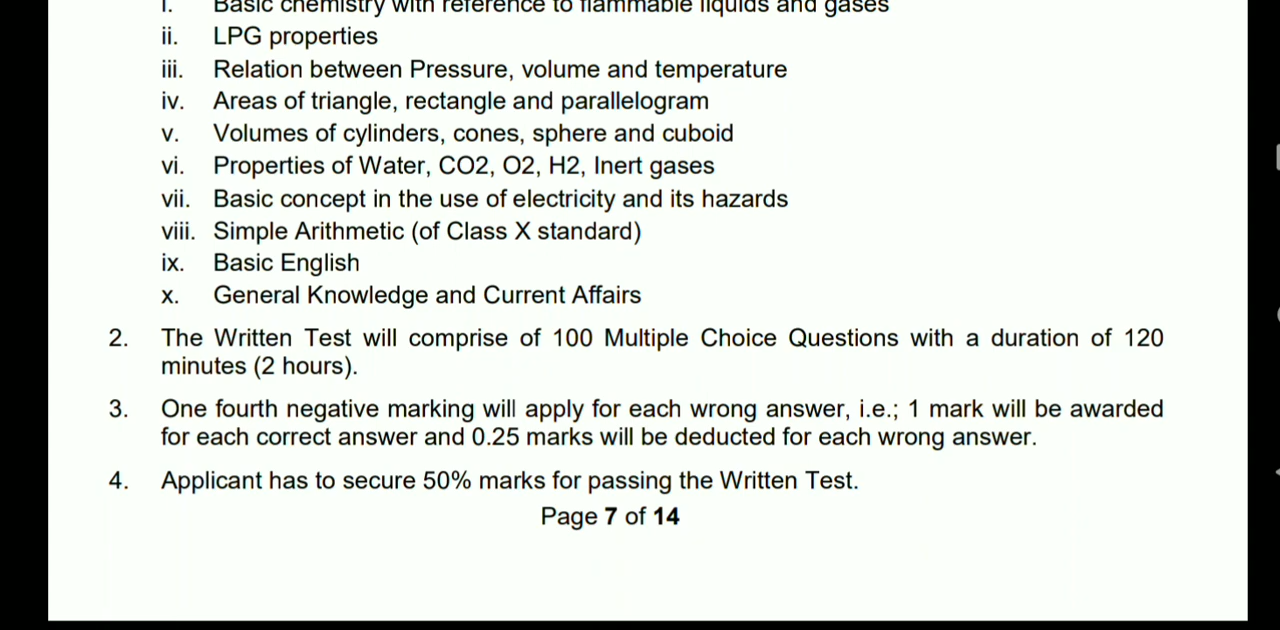 i. Basic chemistry with reference to flammable liquids and gases
ii. LPG properties
iii. Relation between Pressure, volume and temperature
iv. Areas of triangle, rectangle and parallelogram
v. Volumes of cylinders, cones, sphere and cuboid
vi. Properties of Water, CO2, O2, H2, Inert gases
vii. Basic concept in the use of electricity and its hazards
viii. Simple Arithmetic (of Class X standard)
ix. Basic English
x. General Knowledge and Current Affairs
2. The Written Test will comprise of 100 Multiple Choice Questions with a duration of 120
minutes (2 hours).
3. One fourth negative marking will apply for each wrong answer, i.e.; 1 mark will be awarded
for each correct answer and 0.25 marks will be deducted for each wrong answer.
4. Applicant has to secure 50% marks for passing the Written Test.
Page 7 of 14